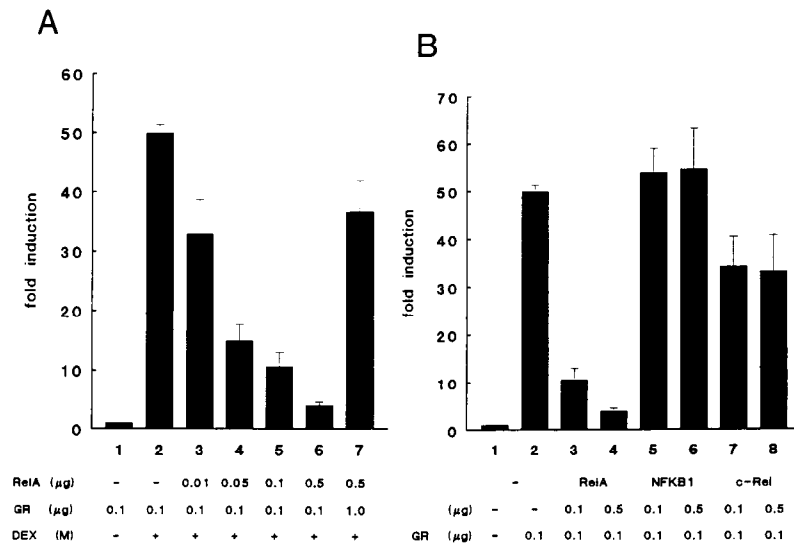 A
60
50
40
30
20
10
0
fold induction
1 2 3 4 5 6 7
RelA (μg) - - 0.01 0.05 0.1 0.5 0.5
GR (μg) 0.1 0.1 0.1 0.1 0.1 0.1 1.0
DEX (M) - + + + + + +
B
70
60
50
40
30
20
10
0
fold induction
1 2 3 4 5 6 7 8
- RelA NFKB1 c-Rel
(μg) - - 0.1 0.5 0.1 0.5 0.1 0.5
GR (μg) - 0.1 0.1 0.1 0.1 0.1 0.1 0.1